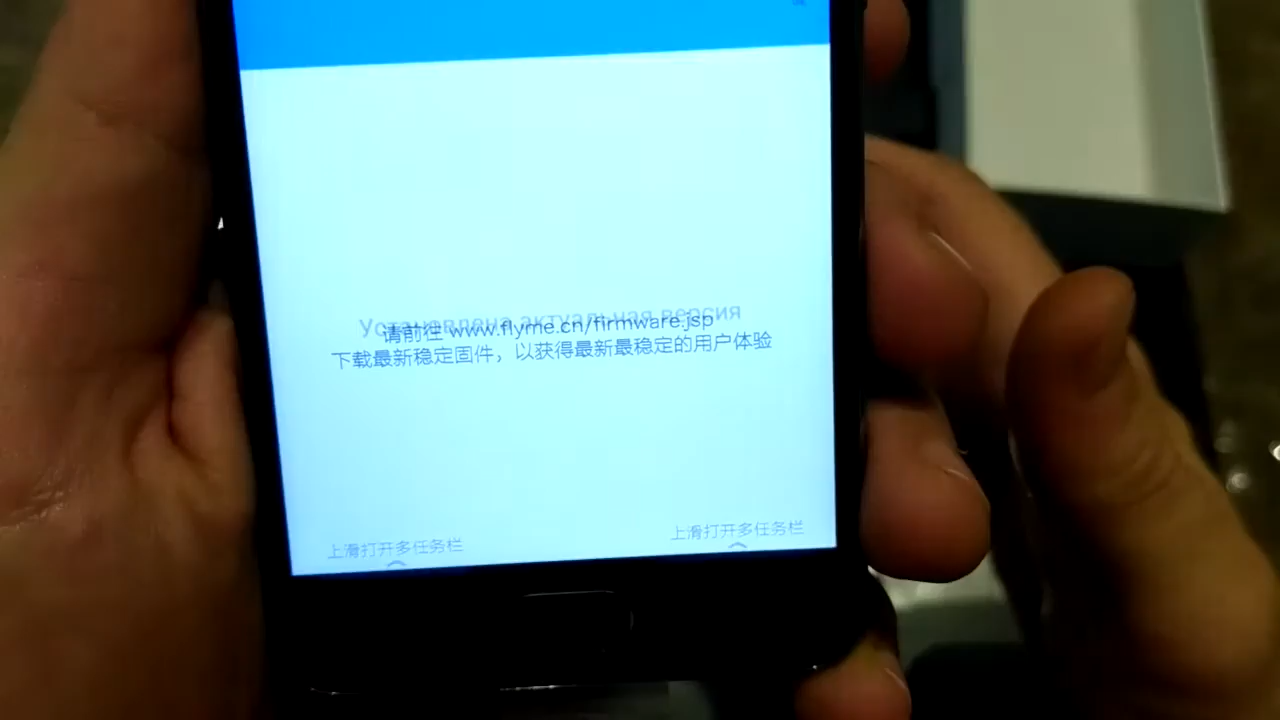 Установлена актуальная версия
请前往 www.flyme.cn/firmware.jsp
下载最新稳定固件，以获得最新最稳定的用户体验
上滑打开多任务栏
上滑打开多任务栏